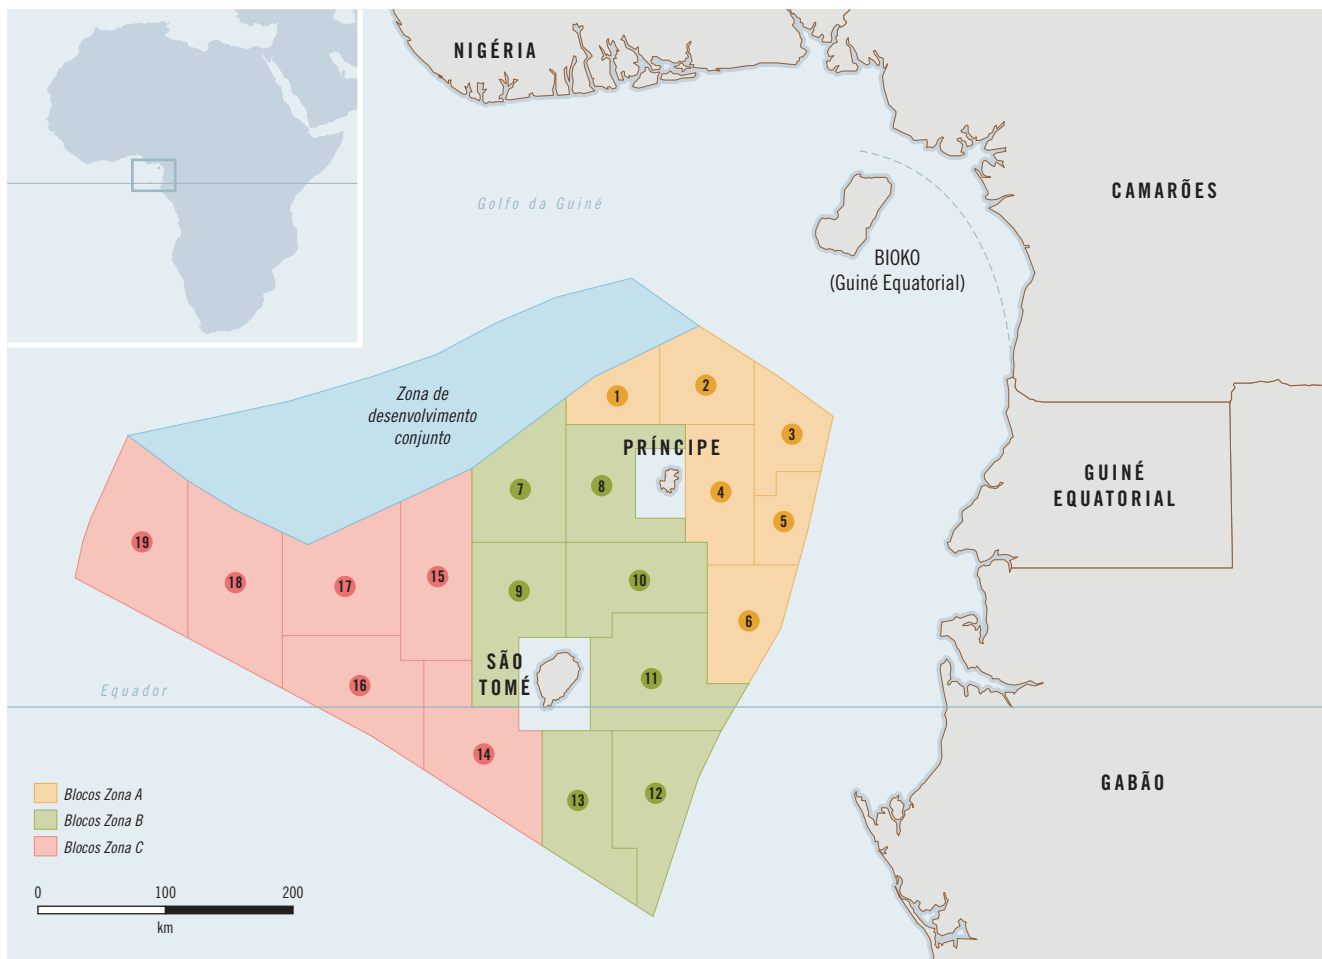 NIGÉRIA
CAMARÕES
Golfo da Guiné
BIOKO
(Guiné Equatorial)
Zona de
desenvolvimento
conjunto
1
2
3
PRÍNCIPE
4
5
6
7
8
9
10
11
12
13
14
15
16
17
18
19
GUINÉ
EQUATORIAL
SÃO
TOMÉ
Equador
GABÃO
Blocos Zona A
Blocos Zona B
Blocos Zona C
0 100 200
km